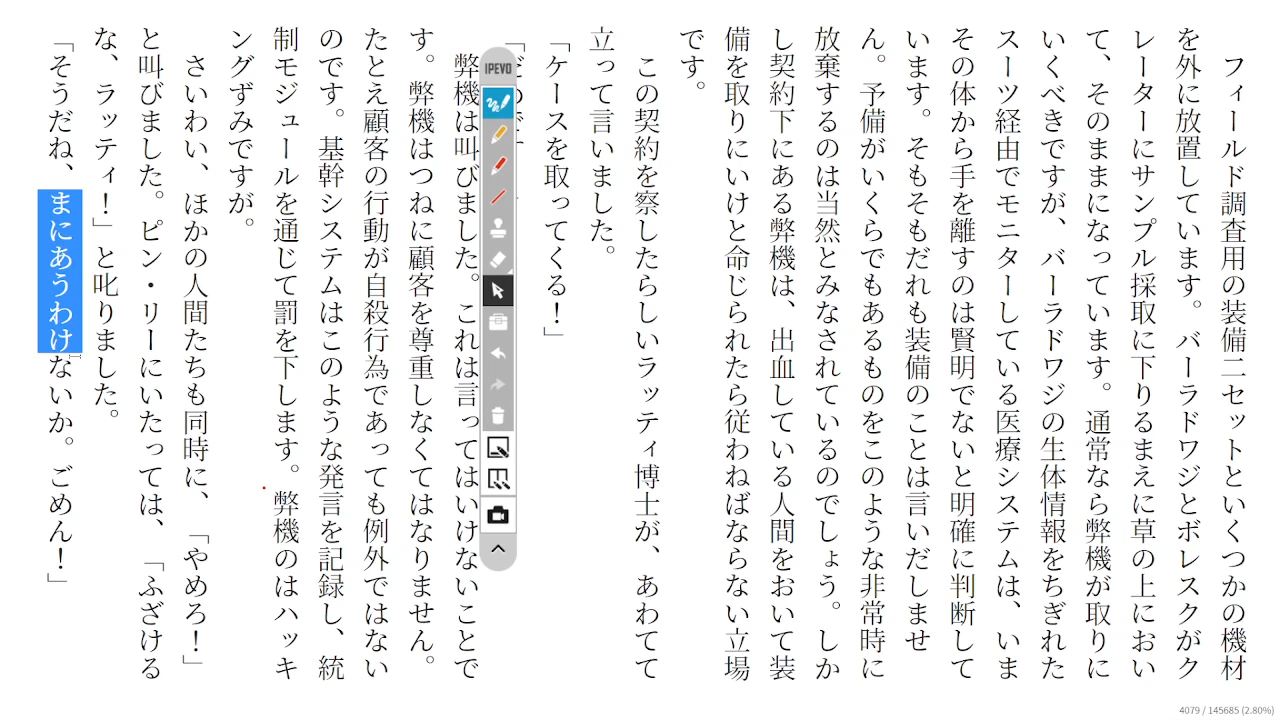 フィールド調査用の装備二セットといくつかの機材
を外に放置しています。バーラドワジとボレスクがク
レーターにサンプル採取に下りるまえに草の上におい
て、そのままになっています。通常なら弊機が取りに
いくべきですが、バーラドワジの生体情報をちぎれた
スーツ経由でモニターしている医療システムは、いま
その体から手を離すのは賢明でないと明確に判断して
います。そもそもだれも装備のことは言いだしませ
ん。予備がいくらでもあるものをこのような非常時に
放棄するのは当然とみなされているのでしょう。しか
し契約下にある弊機は、出血している人間をおいて装
備を取りにいけと命じられたら従わねばならない立場
です。
この契約を察したらしいラッティ博士が、あわてて
立って言いました。
「ケースを取ってくる！」
弊機は叫びました。これは言ってはいけないことで
す。弊機はつねに顧客を尊重しなくてはなりません。
たとえ顧客の行動が自殺行為であっても例外ではない
のです。基幹システムはこのような発言を記録し、統
制モジュールを通じて罰を下します。弊機のはハッキ
ングずみですが。
さいわい、ほかの人間たちも同時に、「やめろ！」
と叫びました。ピン・リーにいたっては、「ふざける
な、ラッティ！」と叱りました。
「そうだね、まにあうわけないか。ごめん！」
IPEVO
4079 / 145685 (2.80%)